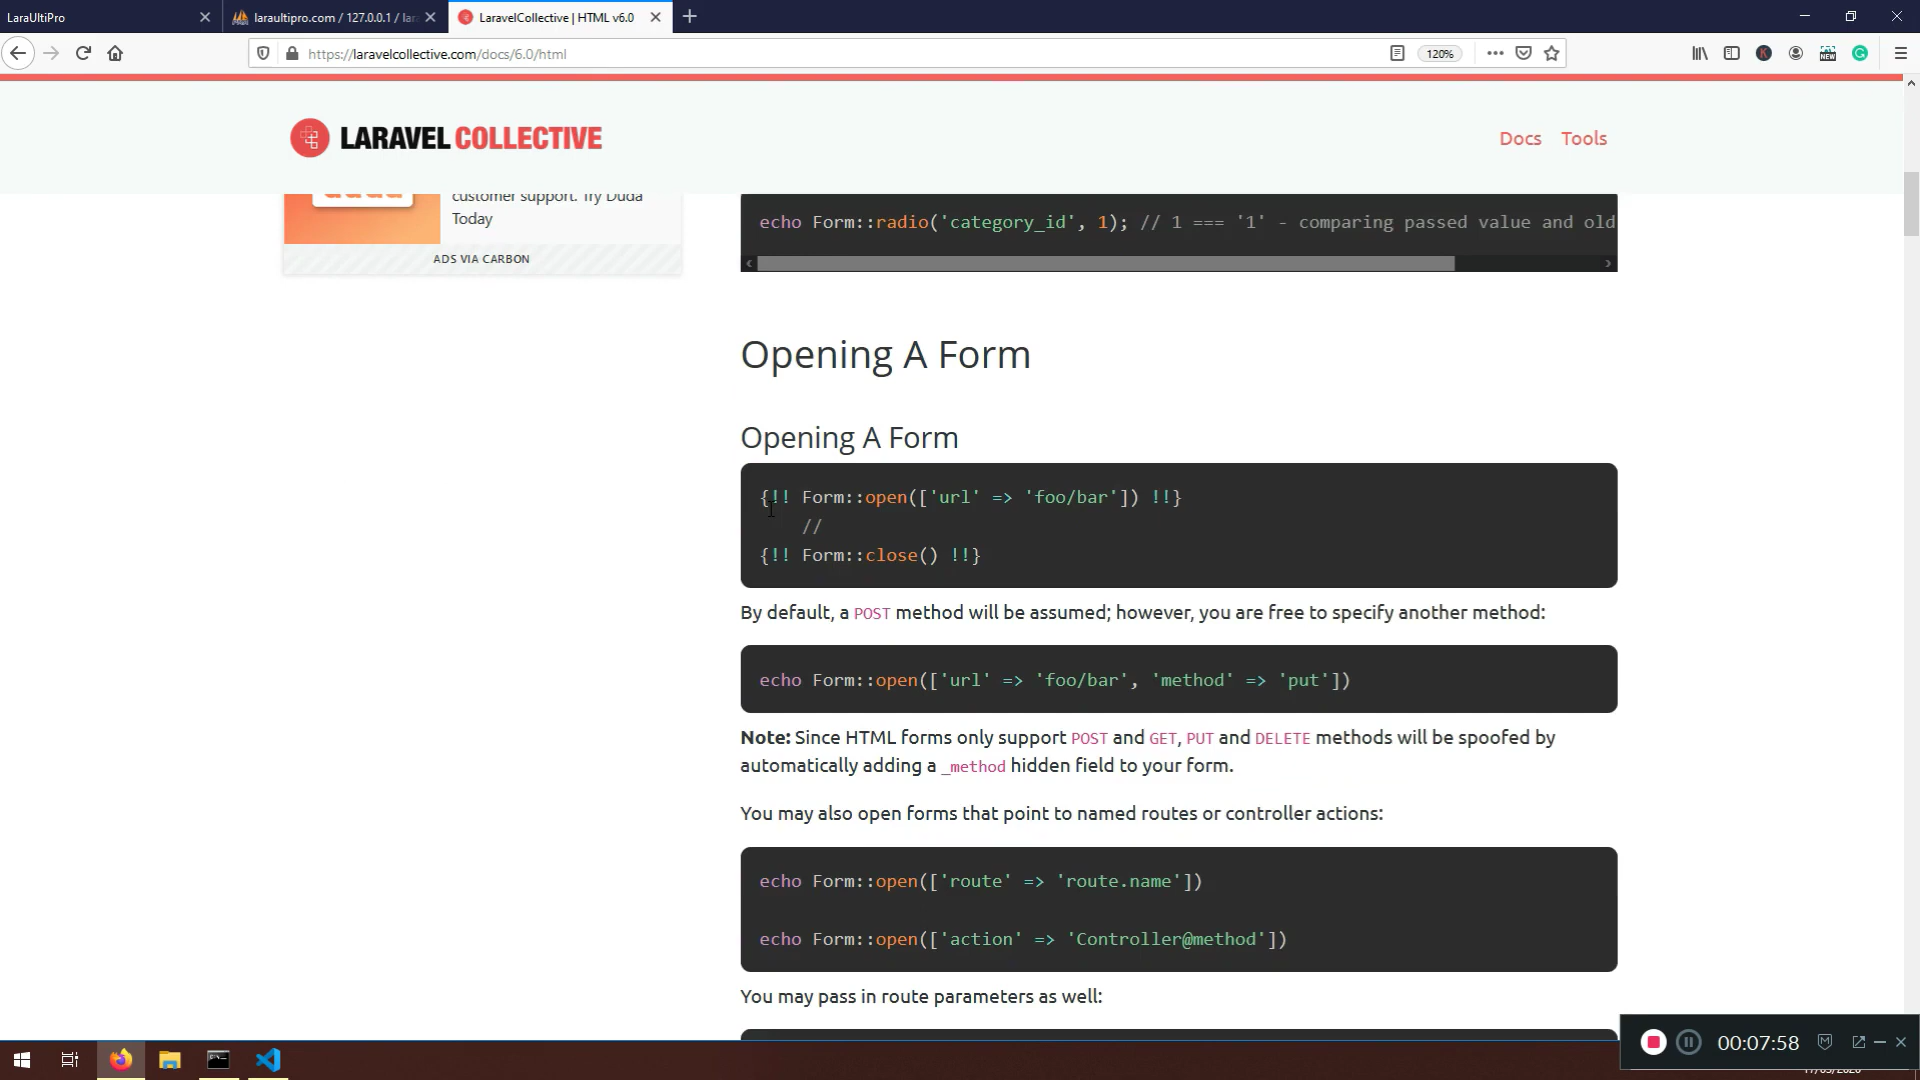 LaraUltiPro
laraultipro.com / 127.0.0.1 / lar
LaravelCollective | HTML v6.0
https://laravelcollective.com/docs/6.0/html
120%
NEW
LARAVEL COLLECTIVE
Docs
Tools
customer support. Try Duda
Today
ADS VIA CARBON
echo Form::radio('category_id', 1); // 1 === '1' - comparing passed value and old
Opening A Form
Opening A Form
{!! Form::open(['url' => 'foo/bar']) !!}
//
{!! Form::close() !!}
By default, a POST method will be assumed; however, you are free to specify another method:
echo Form::open(['url' => 'foo/bar', 'method' => 'put'])
Note: Since HTML forms only support POST and GET, PUT and DELETE methods will be spoofed by
automatically adding a _method hidden field to your form.
You may also open forms that point to named routes or controller actions:
echo Form::open(['route' => 'route.name'])
echo Form::open(['action' => 'Controller@method'])
You may pass in route parameters as well:
00:07:58